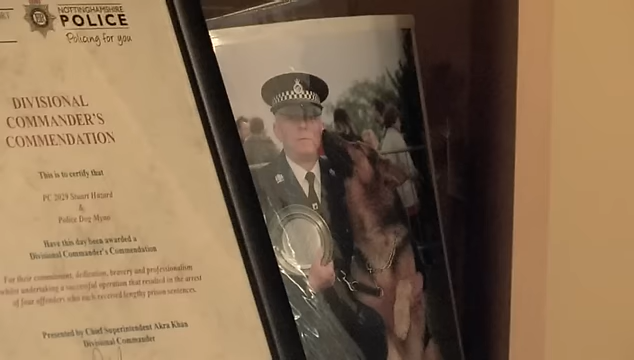 NOTTINGHAMSHIRE
POLICE
Policing for you
DIVISIONAL
COMMANDER'S
COMMENDATION
This is to certify that
PC 2029 Stuart Hazard
&
Police Dog
Have this day been awarded a
Divisional Commander's Commendation
For their commitment, dedication, bravery and professionalism
whilst undertaking a successful operation that resulted in the arrest
of four offenders who each received lengthy prison sentences.
Presented by Chief Superintendent Akra Khan
Divisional Commander